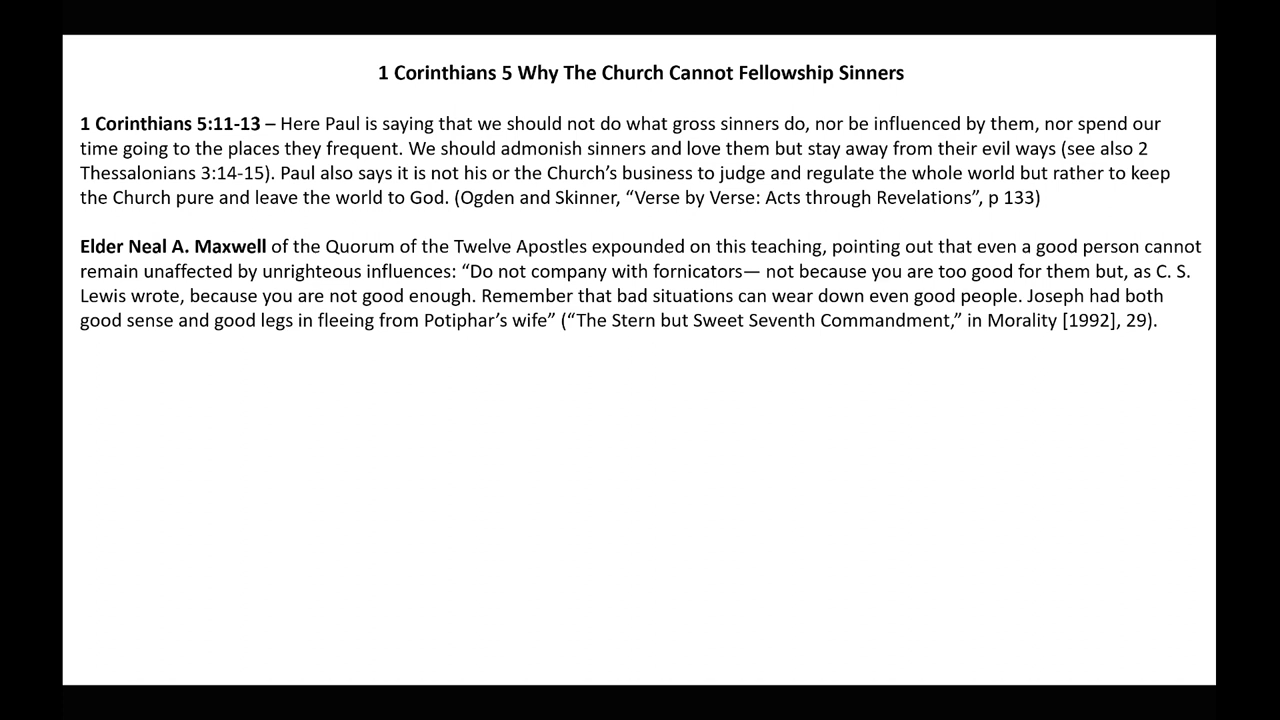 1 Corinthians 5 Why The Church Cannot Fellowship Sinners
1 Corinthians 5:11-13 – Here Paul is saying that we should not do what gross sinners do, nor be influenced by them, nor spend our
time going to the places they frequent. We should admonish sinners and love them but stay away from their evil ways (see also 2
Thessalonians 3:14-15). Paul also says it is not his or the Church’s business to judge and regulate the whole world but rather to keep
the Church pure and leave the world to God. (Ogden and Skinner, “Verse by Verse: Acts through Revelations”, p 133)
Elder Neal A. Maxwell of the Quorum of the Twelve Apostles expounded on this teaching, pointing out that even a good person cannot
remain unaffected by unrighteous influences: “Do not company with fornicators— not because you are too good for them but, as C. S.
Lewis wrote, because you are not good enough. Remember that bad situations can wear down even good people. Joseph had both
good sense and good legs in fleeing from Potiphar’s wife” (“The Stern but Sweet Seventh Commandment,” in Morality [1992], 29).